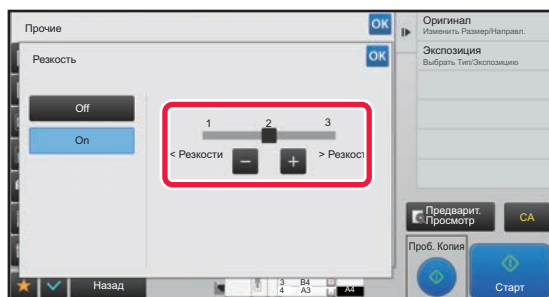 Прочие
OK
Резкость
OK
Off
On
1 2 3
< Резкости
> Резкост
Назад
3 B4
4 A3
A4
Оригинал
Изменить Размер/Направл.
Экспозиция
Выбрать Тип/Экспозицию
Предварит.
Просмотр
CA
Проб. Копия
Старт